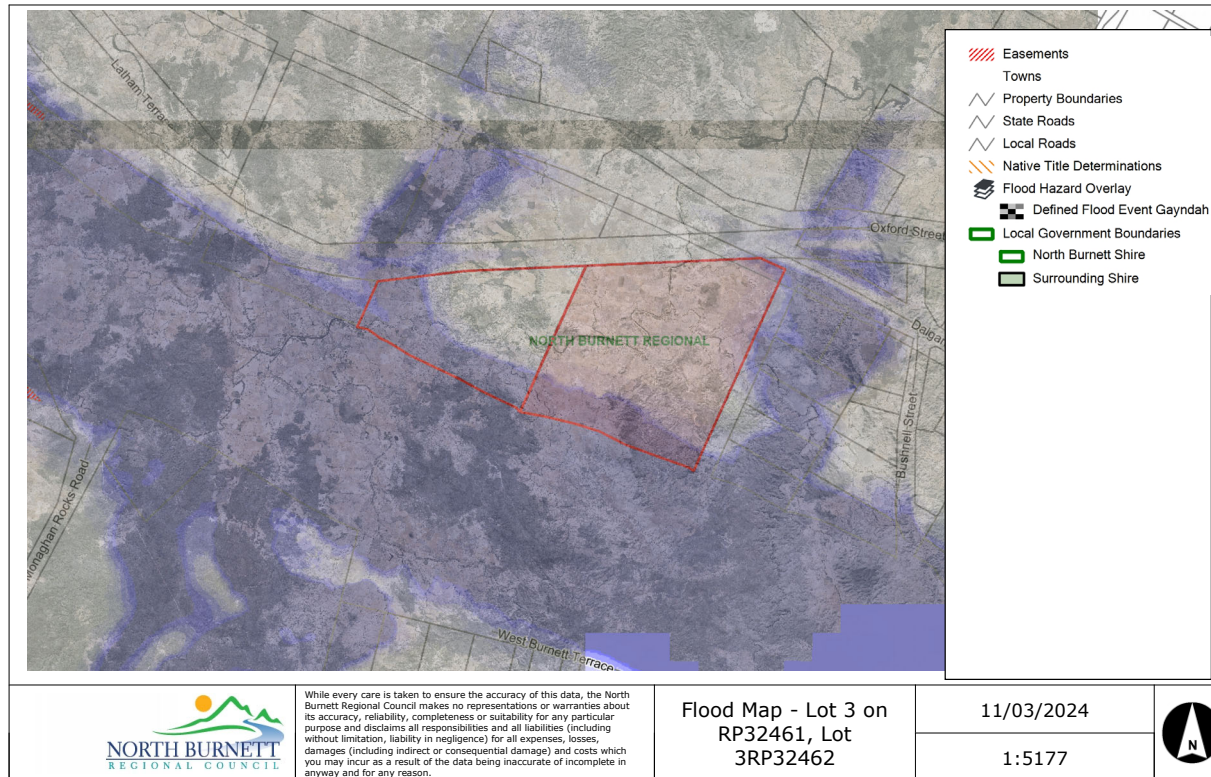 Latham Terrac
Oxford Street
NORTH BURNETT REGIONAL
Dalgan
Bushnell Street
Monaghan Rocks Road
West Burnett Terrace
Easements
Towns
Property Boundaries
State Roads
Local Roads
Native Title Determinations
Flood Hazard Overlay
Defined Flood Event Gayndah
Local Government Boundaries
North Burnett Shire
Surrounding Shire
NORTH BURNETT
REGIONAL COUNCIL
While every care is taken to ensure the accuracy of this data, the North
Burnett Regional Council makes no representations or warranties about
its accuracy, reliability, completeness or suitability for any particular
purpose and disclaims all responsibilities and all liabilities (including
without limitation, liability in negligence) for all expenses, losses,
damages (including indirect or consequential damage) and costs which
you may incur as a result of the data being inaccurate of incomplete in
anyway and for any reason.
Flood Map - Lot 3 on
RP32461, Lot
3RP32462
11/03/2024
1:5177
N